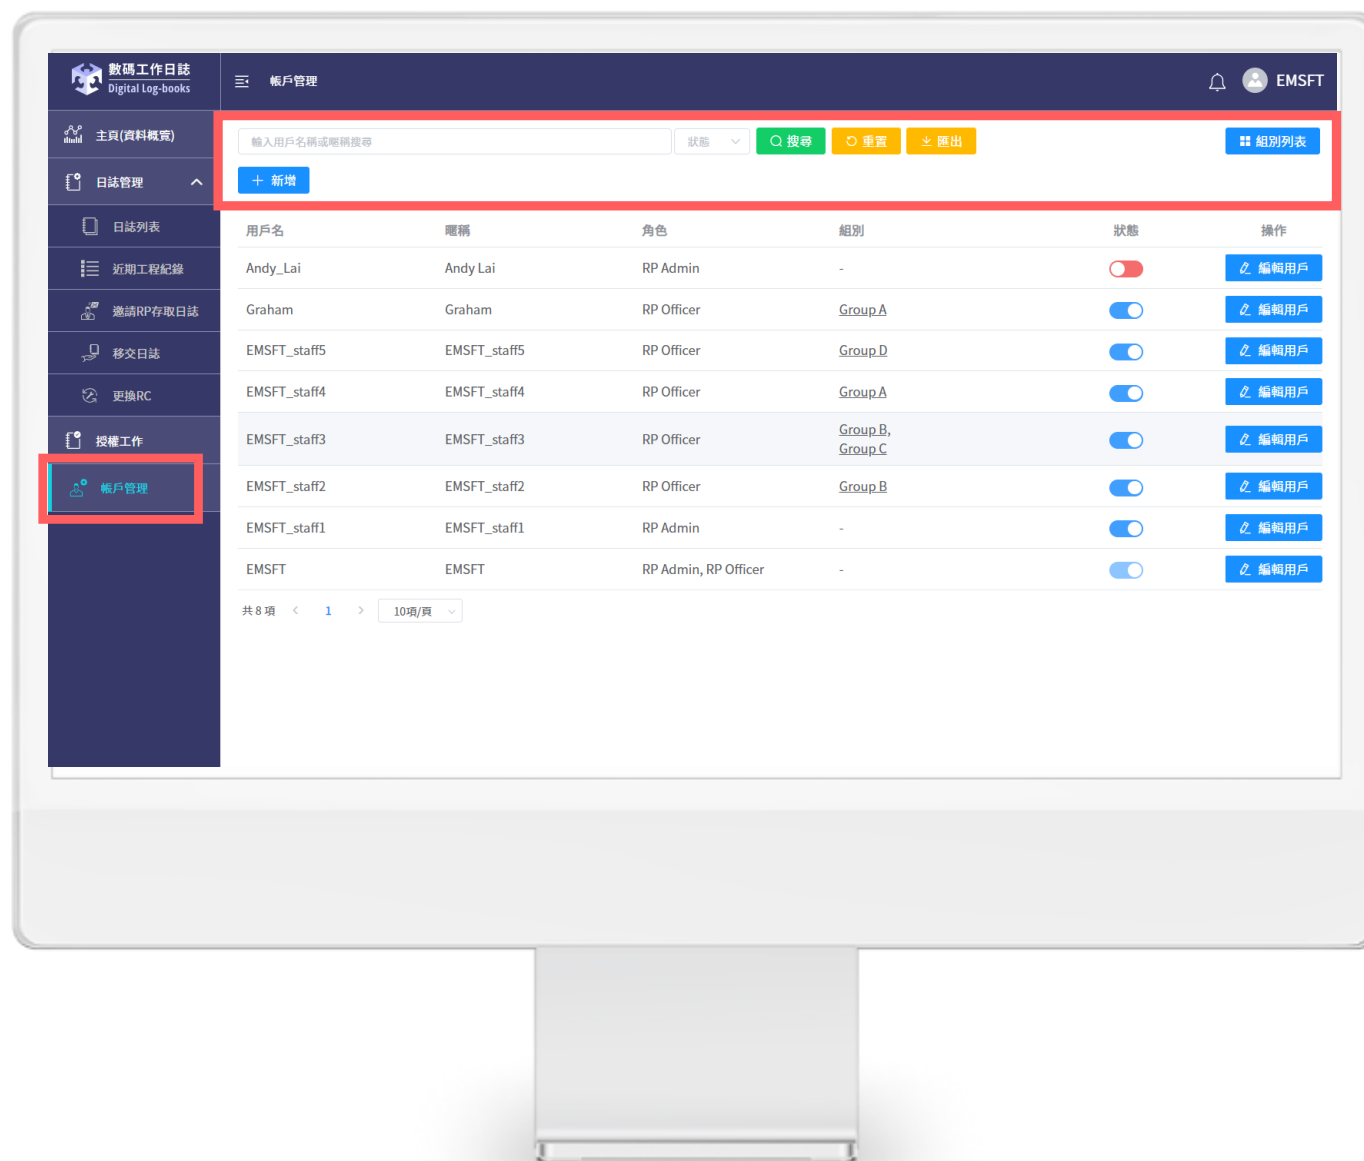 數碼工作日誌
Digital Log-books
帳戶管理
EMSFT
主頁(資料概覽)
日誌管理
日誌列表
近期工程紀錄
邀請RP存取日誌
移交日誌
更換RC
授權工作
帳戶管理
輸入用戶名稱或暱稱搜尋 狀態 搜尋 重置 匯出 組別列表
新增
用戶名 暱稱 角色 組別 狀態 操作
Andy_Lai Andy Lai RP Admin - 編輯用戶
Graham Graham RP Officer Group A 編輯用戶
EMSFT_staff5 EMSFT_staff5 RP Officer Group D 編輯用戶
EMSFT_staff4 EMSFT_staff4 RP Officer Group A 編輯用戶
EMSFT_staff3 EMSFT_staff3 RP Officer Group B, 編輯用戶
Group C
EMSFT_staff2 EMSFT_staff2 RP Officer Group B 編輯用戶
EMSFT_staff1 EMSFT_staff1 RP Admin - 編輯用戶
EMSFT EMSFT RP Admin, RP Officer - 編輯用戶
共 8 項 1 10項/頁